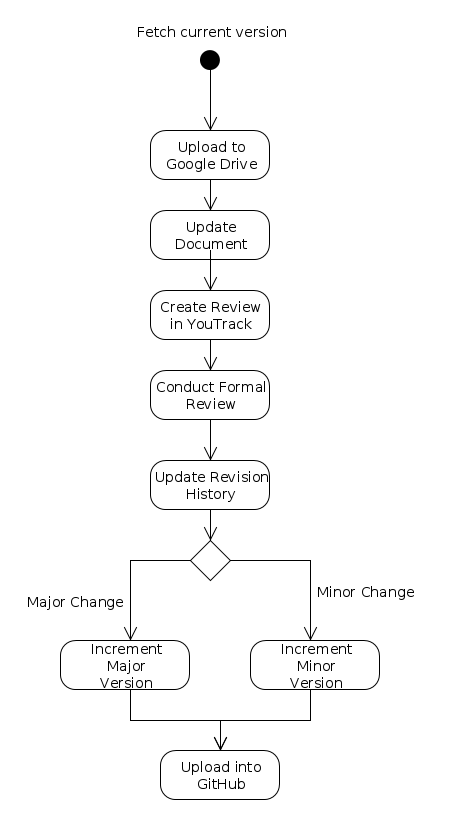 Fetch current version
Upload to
Google Drive
Update
Document
Create Review
in YouTrack
Conduct Formal
Review
Update Revision
History
Major Change
Minor Change
Increment
Major
Version
Increment
Minor
Version
Upload into
GitHub